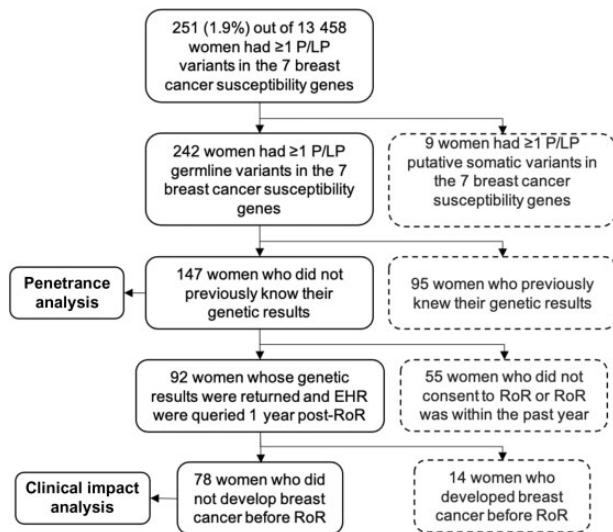 251 (1.9%) out of 13 458
women had ≥1 P/LP
variants in the 7 breast
cancer susceptibility genes
242 women had ≥1 P/LP
germline variants in the 7
breast cancer susceptibility
genes
9 women had ≥1 P/LP
putative somatic variants in
the 7 breast cancer
susceptibility genes
Penetrance
analysis
147 women who did not
previously know their
genetic results
95 women who previously
knew their genetic results
92 women whose genetic
results were returned and EHR
were queried 1 year post-RoR
55 women who did not
consent to RoR or RoR
was within the past year
Clinical impact
analysis
78 women who did
not develop breast
cancer before RoR
14 women who
developed breast
cancer before RoR